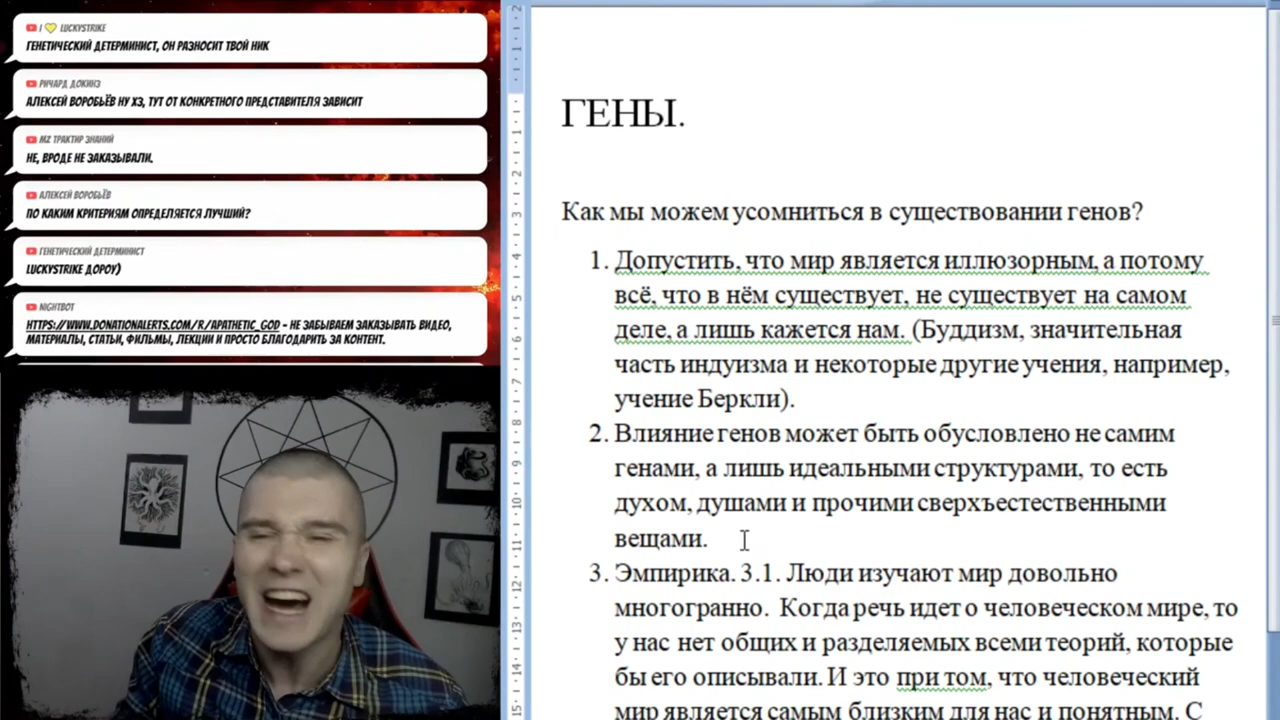 I 💛 LUCKYSTRIKE
ГЕНЕТИЧЕСКИЙ ДЕТЕРМИНИСТ, ОН РАЗНОСИТ ТВОЙ НИК
РИЧАРД ДОКИНЗ
АЛЕКСЕЙ ВОРОБЬЁВ НУ ХЗ, ТУТ ОТ КОНКРЕТНОГО ПРЕДСТАВИТЕЛЯ ЗАВИСИТ
MZ ТРАКТИР ЗНАНИЙ
НЕ, ВРОДЕ НЕ ЗАКАЗЫВАЛИ.
АЛЕКСЕЙ ВОРОБЬЁВ
ПО КАКИМ КРИТЕРИЯМ ОПРЕДЕЛЯЕТСЯ ЛУЧШИЙ?
ГЕНЕТИЧЕСКИЙ ДЕТЕРМИНИСТ
LUCKYSTRIKE ДОРОУ)
NIGHTBOT
HTTPS://WWW.DONATIONALERTS.COM/R/APATHETIC_GOD - НЕ ЗАБЫВАЕМ ЗАКАЗЫВАТЬ ВИДЕО,
МАТЕРИАЛЫ, СТАТЬИ, ФИЛЬМЫ, ЛЕКЦИИ И ПРОСТО БЛАГОДАРИТЬ ЗА КОНТЕНТ.
ГЕНЫ.
Как мы можем усомниться в существовании генов?
1. Допустить, что мир является иллюзорным, а потому
всё, что в нём существует, не существует на самом
деле, а лишь кажется нам. (Буддизм, значительная
часть индуизма и некоторые другие учения, например,
учение Беркли).
2. Влияние генов может быть обусловлено не самим
генами, а лишь идеальными структурами, то есть
духом, душами и прочими сверхъестественными
вещами.
3. Эмпирика. 3.1. Люди изучают мир довольно
многогранно. Когда речь идет о человеческом мире, то
у нас нет общих и разделяемых всеми теорий, которые
бы его описывали. И это при том, что человеческий
мир является самым близким для нас и понятным. С